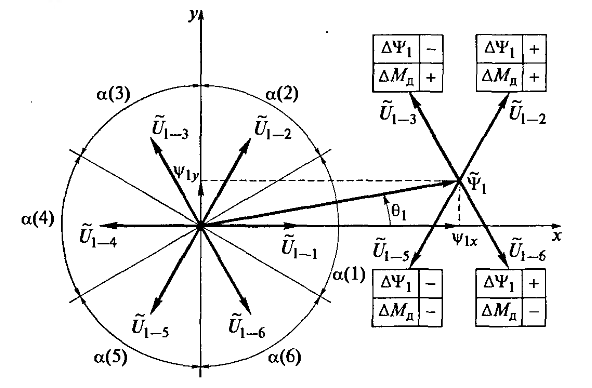 y
ΔΨ₁ −
ΔMд +
ΔΨ₁ +
ΔMд +
α(3)
α(2)
Ũ₁₋₃
Ũ₁₋₂
Ũ₁₋₃
Ũ₁₋₂
ψ₁y
Ψ̃₁
α(4)
θ₁
Ũ₁₋₄
Ũ₁₋₁
ψ₁ₓ
x
Ũ₁₋₅
Ũ₁₋₆
α(1)
ΔΨ₁ −
ΔMд −
ΔΨ₁ +
ΔMд −
Ũ₁₋₅
Ũ₁₋₆
α(5)
α(6)